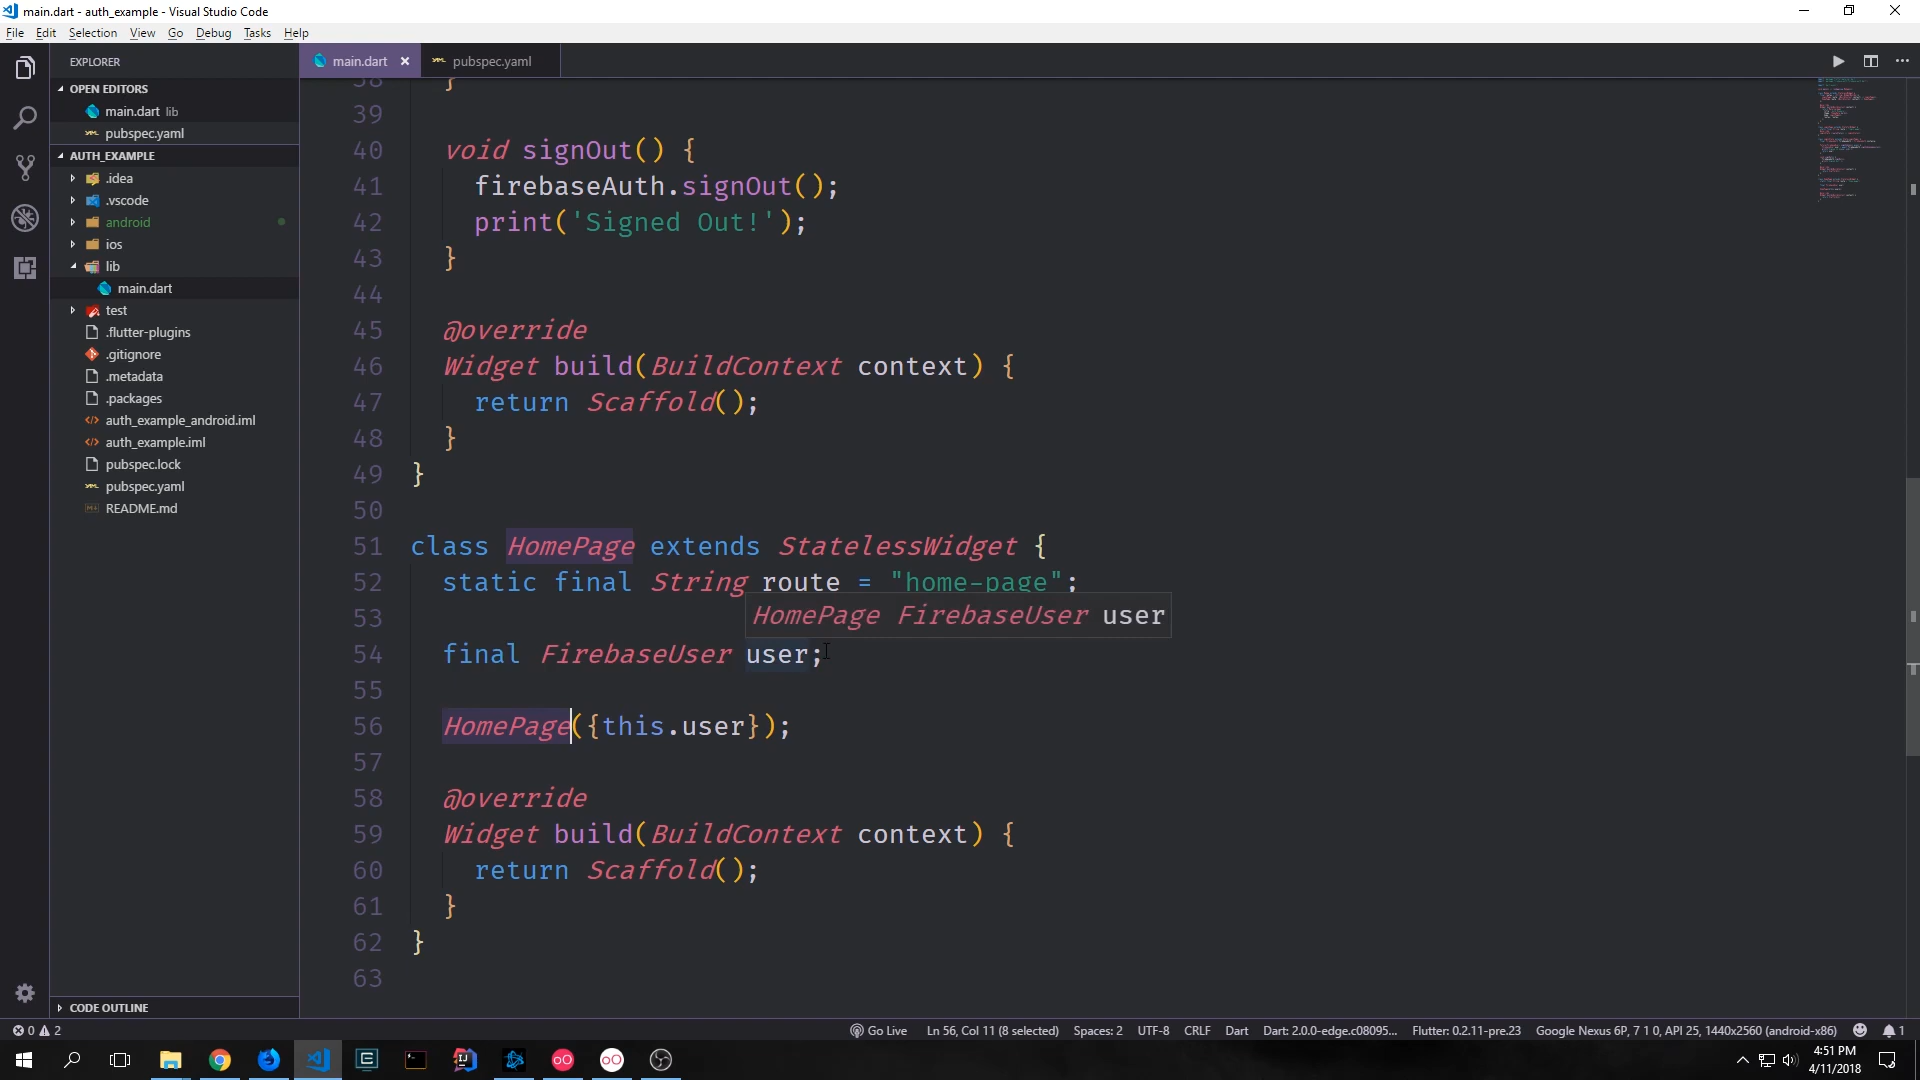 main.dart - auth_example - Visual Studio Code
File Edit Selection View Go Debug Tasks Help
EXPLORER
OPEN EDITORS
main.dart lib
pubspec.yaml
AUTH_EXAMPLE
.idea
.vscode
android
ios
lib
main.dart
test
.flutter-plugins
.gitignore
.metadata
.packages
auth_example_android.iml
auth_example.iml
pubspec.lock
pubspec.yaml
README.md
CODE OUTLINE
main.dart pubspec.yaml
38 }
39
40 void signOut() {
41 firebaseAuth.signOut();
42 print('Signed Out!');
43 }
44
45 @override
46 Widget build(BuildContext context) {
47 return Scaffold();
48 }
49 }
50
51 class HomePage extends StatelessWidget {
52 static final String route = "home-page";
53
HomePage FirebaseUser user
54 final FirebaseUser user;
55
56 HomePage({this.user});
57
58 @override
59 Widget build(BuildContext context) {
60 return Scaffold();
61 }
62 }
63
0 2 Go Live Ln 56, Col 11 (8 selected) Spaces: 2 UTF-8 CRLF Dart Dart: 2.0.0-edge.c08095... Flutter: 0.2.11-pre.23 Google Nexus 6P, 7 1 0, API 25, 1440x2560 (android-x86) 1
4:51 PM
4/11/2018